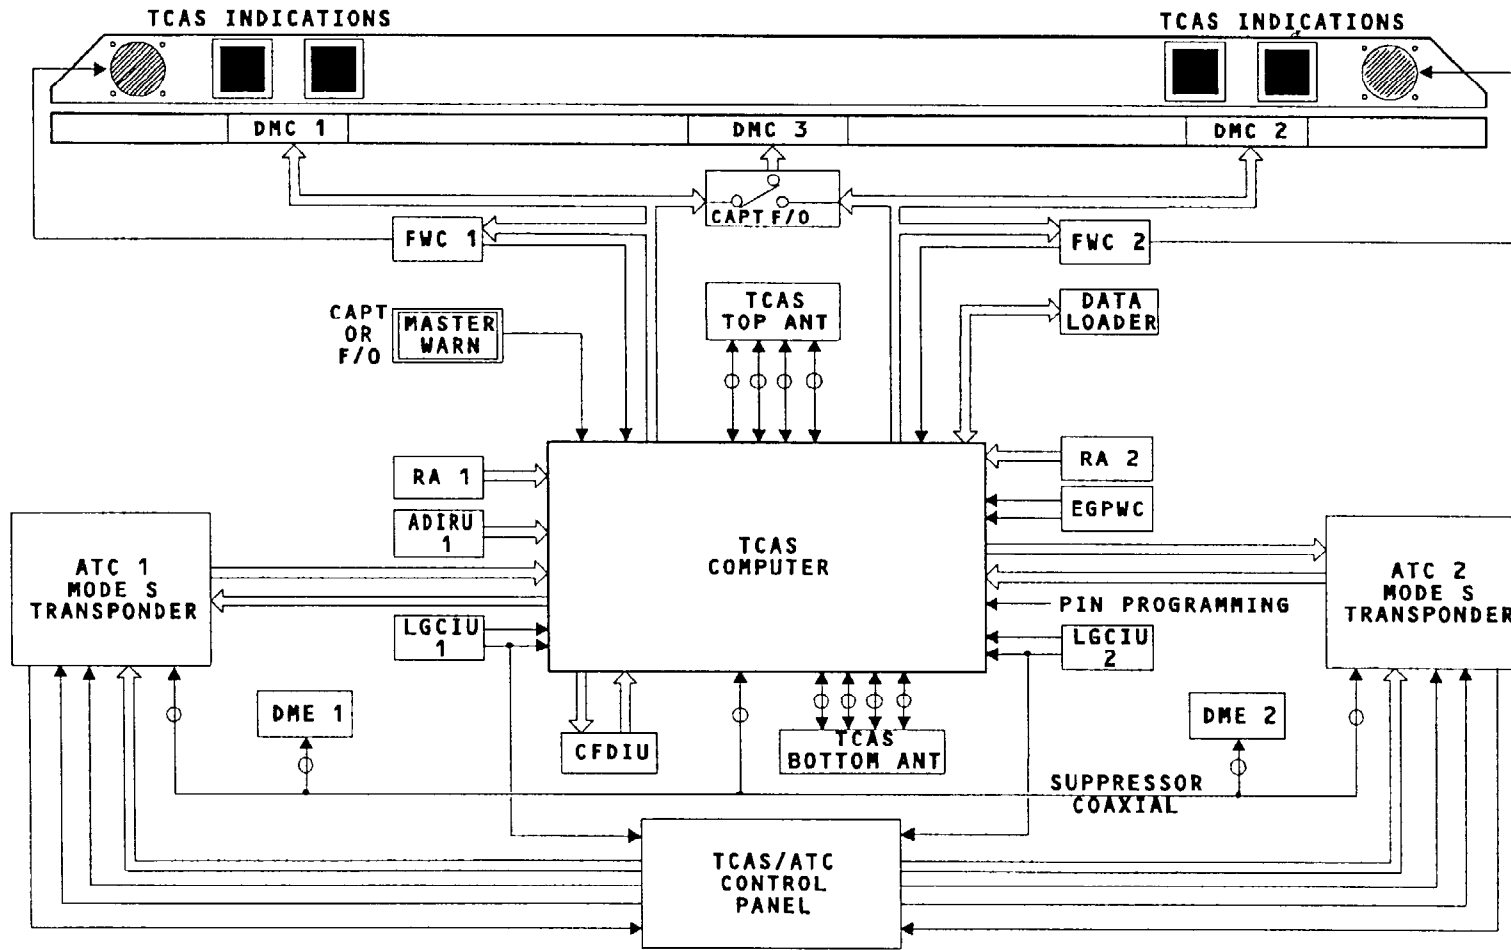 TCAS INDICATIONS
TCAS INDICATIONS
DMC 1
DMC 3
DMC 2
CAPT F/O
FWC 1
FWC 2
CAPT
OR
F/O
MASTER
WARN
TCAS
TOP ANT
DATA
LOADER
RA 1
RA 2
ADIRU
1
EGPWC
TCAS
COMPUTER
ATC 1
MODE S
TRANSPONDER
ATC 2
MODE S
TRANSPONDER
PIN PROGRAMMING
LGCIU
1
LGCIU
2
DME 1
DME 2
CFDIU
TCAS
BOTTOM ANT
SUPPRESSOR
COAXIAL
TCAS/ATC
CONTROL
PANEL